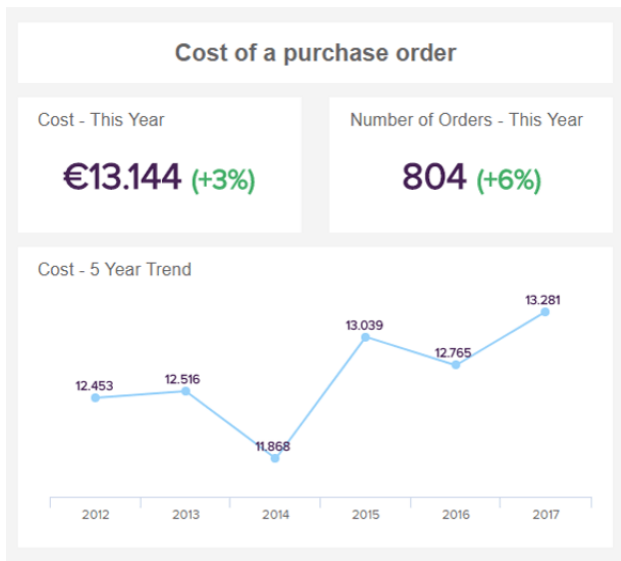 Cost of a purchase order
Cost - This Year
€13.144 (+3%)
Number of Orders - This Year
804 (+6%)
Cost - 5 Year Trend
12.453
12.516
11.868
13.039
12.765
13.281
2012 2013 2014 2015 2016 2017